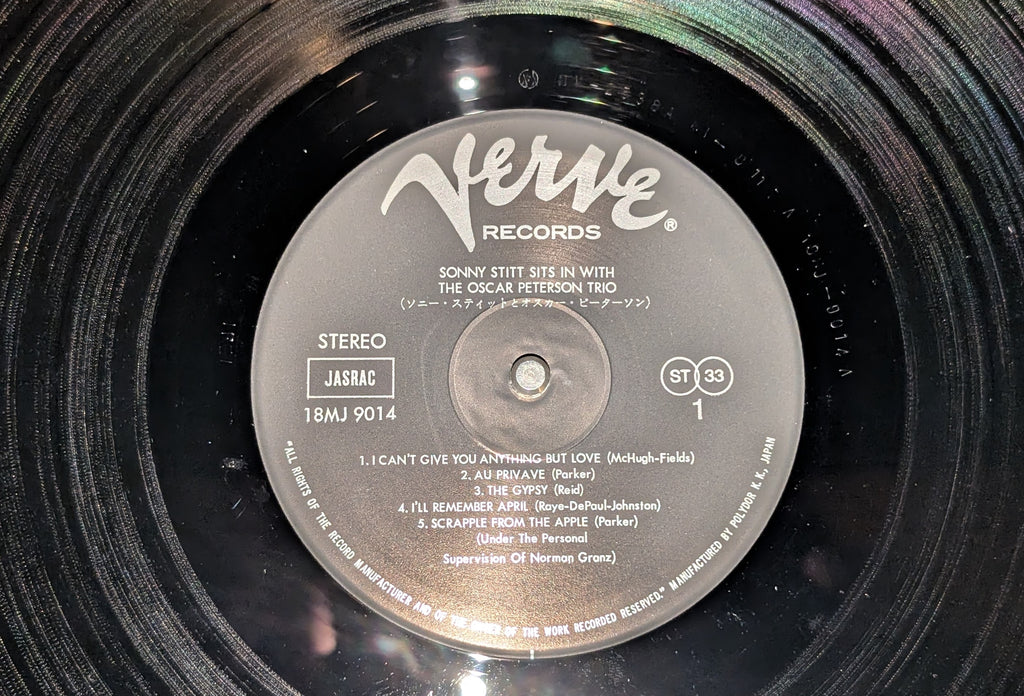 Verve®
RECORDS
SONNY STITT SITS IN WITH
THE OSCAR PETERSON TRIO
(ソニー・スティットとオスカー・ピーターソン)
STEREO
JASRAC
18MJ 9014
ST 33
1
1. I CAN'T GIVE YOU ANYTHING BUT LOVE (McHugh-Fields)
2. AU PRIVAVE (Parker)
3. THE GYPSY (Reid)
4. I'LL REMEMBER APRIL (Raye-DePaul-Johnston)
5. SCRAPPLE FROM THE APPLE (Parker)
(Under The Personal
Supervision Of Norman Granz)
"ALL RIGHTS OF THE RECORD MANUFACTURER AND OF THE OWNER OF THE WORK RECORDED RESERVED." MANUFACTURED BY POLYDOR K. K., JAPAN